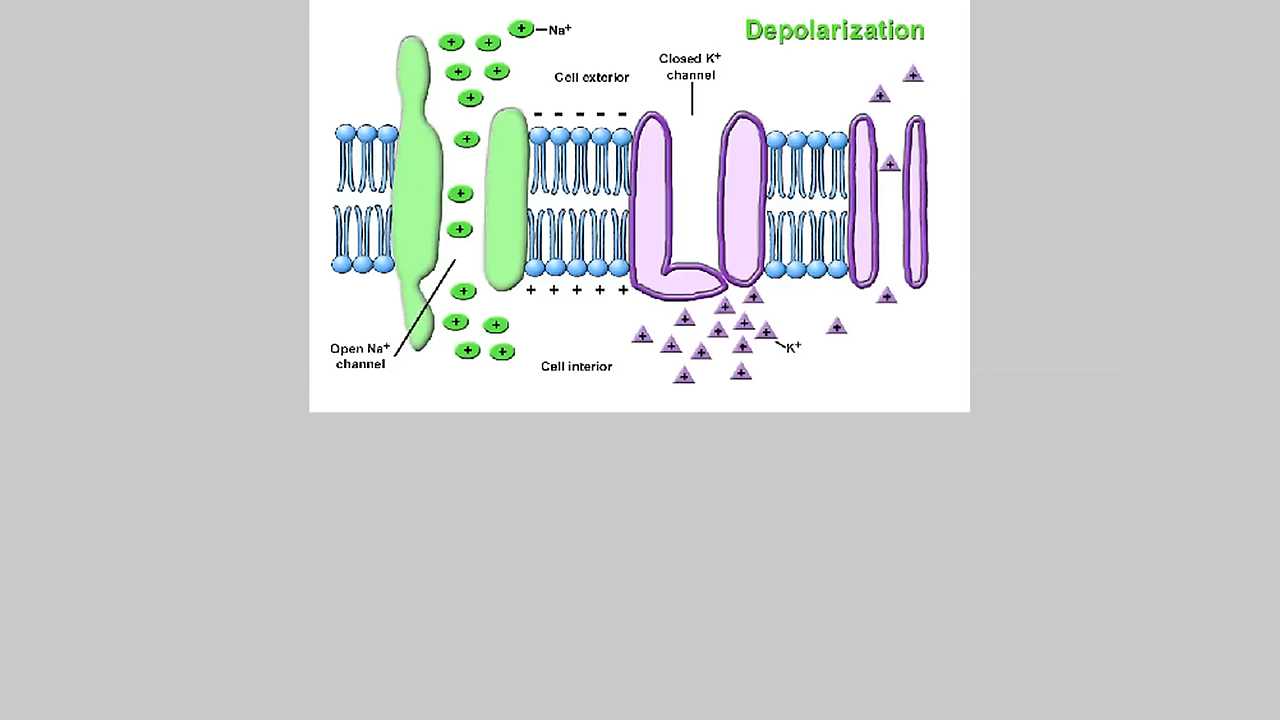 Depolarization
Na+
Closed K+
channel
Cell exterior
- - - - -
+ + + + +
Open Na+
channel
K+
Cell interior